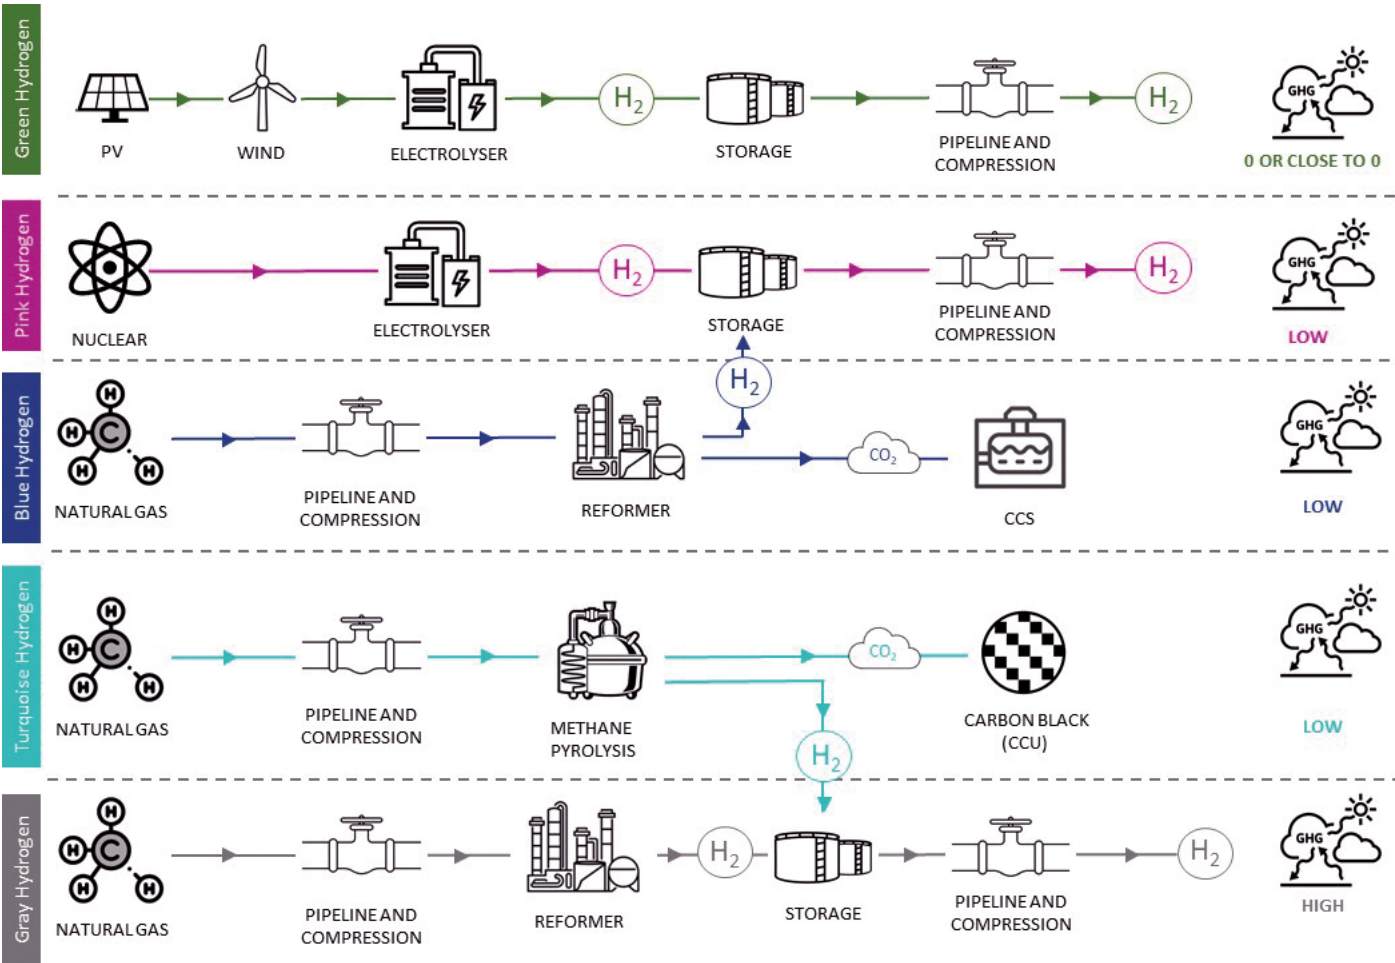 Green Hydrogen
PV
WIND
ELECTROLYSER
H2
STORAGE
PIPELINE AND
COMPRESSION
H2
GHG
0 OR CLOSE TO 0
Pink Hydrogen
NUCLEAR
ELECTROLYSER
H2
STORAGE
PIPELINE AND
COMPRESSION
H2
GHG
LOW
Blue Hydrogen
H
H
C
H
H
NATURAL GAS
PIPELINE AND
COMPRESSION
REFORMER
H2
CO2
CCS
GHG
LOW
Turquoise Hydrogen
H
H
C
H
H
NATURAL GAS
PIPELINE AND
COMPRESSION
METHANE
PYROLYSIS
CO2
H2
CARBON BLACK
(CCU)
GHG
LOW
Gray Hydrogen
H
H
C
H
H
NATURAL GAS
PIPELINE AND
COMPRESSION
REFORMER
H2
STORAGE
PIPELINE AND
COMPRESSION
H2
GHG
HIGH